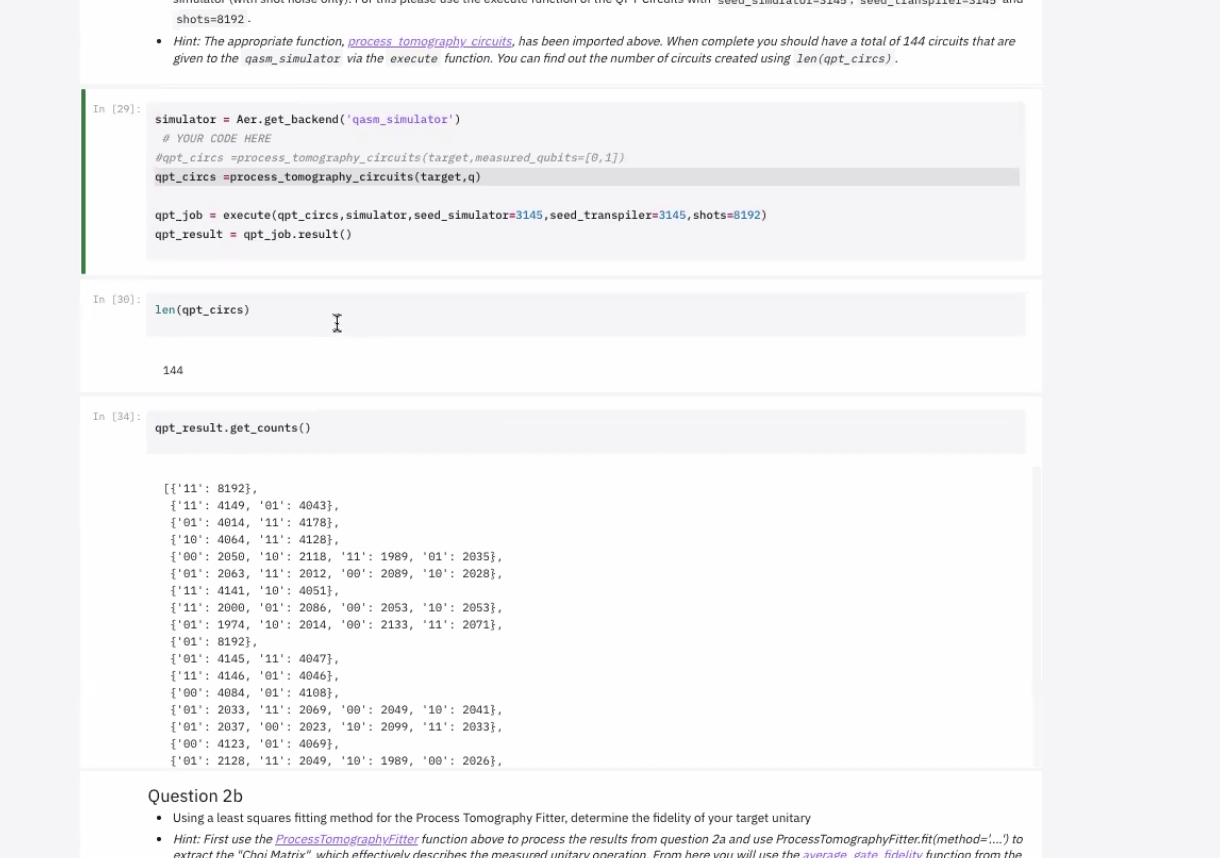 simulator (with shot noise only). For this please use the execute function of the QPT Circuits with seed_simulator=3145, seed_transpiler=3145 and
shots=8192.
• Hint: The appropriate function, process_tomography_circuits, has been imported above. When complete you should have a total of 144 circuits that are
given to the qasm_simulator via the execute function. You can find out the number of circuits created using len(qpt_circs).
In [29]:
simulator = Aer.get_backend('qasm_simulator')
# YOUR CODE HERE
#qpt_circs =process_tomography_circuits(target,measured_qubits=[0,1])
qpt_circs =process_tomography_circuits(target,q)
qpt_job = execute(qpt_circs,simulator,seed_simulator=3145,seed_transpiler=3145,shots=8192)
qpt_result = qpt_job.result()
In [30]:
len(qpt_circs)
144
In [34]:
qpt_result.get_counts()
[{'11': 8192},
{'11': 4149, '01': 4043},
{'01': 4014, '11': 4178},
{'10': 4064, '11': 4128},
{'00': 2050, '10': 2118, '11': 1989, '01': 2035},
{'01': 2063, '11': 2012, '00': 2089, '10': 2028},
{'11': 4141, '10': 4051},
{'11': 2000, '01': 2086, '00': 2053, '10': 2053},
{'01': 1974, '10': 2014, '00': 2133, '11': 2071},
{'01': 8192},
{'01': 4145, '11': 4047},
{'11': 4146, '01': 4046},
{'00': 4084, '01': 4108},
{'01': 2033, '11': 2069, '00': 2049, '10': 2041},
{'01': 2037, '00': 2023, '10': 2099, '11': 2033},
{'00': 4123, '01': 4069},
{'01': 2128, '11': 2049, '10': 1989, '00': 2026},
Question 2b
• Using a least squares fitting method for the Process Tomography Fitter, determine the fidelity of your target unitary
• Hint: First use the ProcessTomographyFitter function above to process the results from question 2a and use ProcessTomographyFitter.fit(method='....') to
extract the "Choi Matrix", which effectively describes the measured unitary operation. From here you will use the average_gate_fidelity function from the